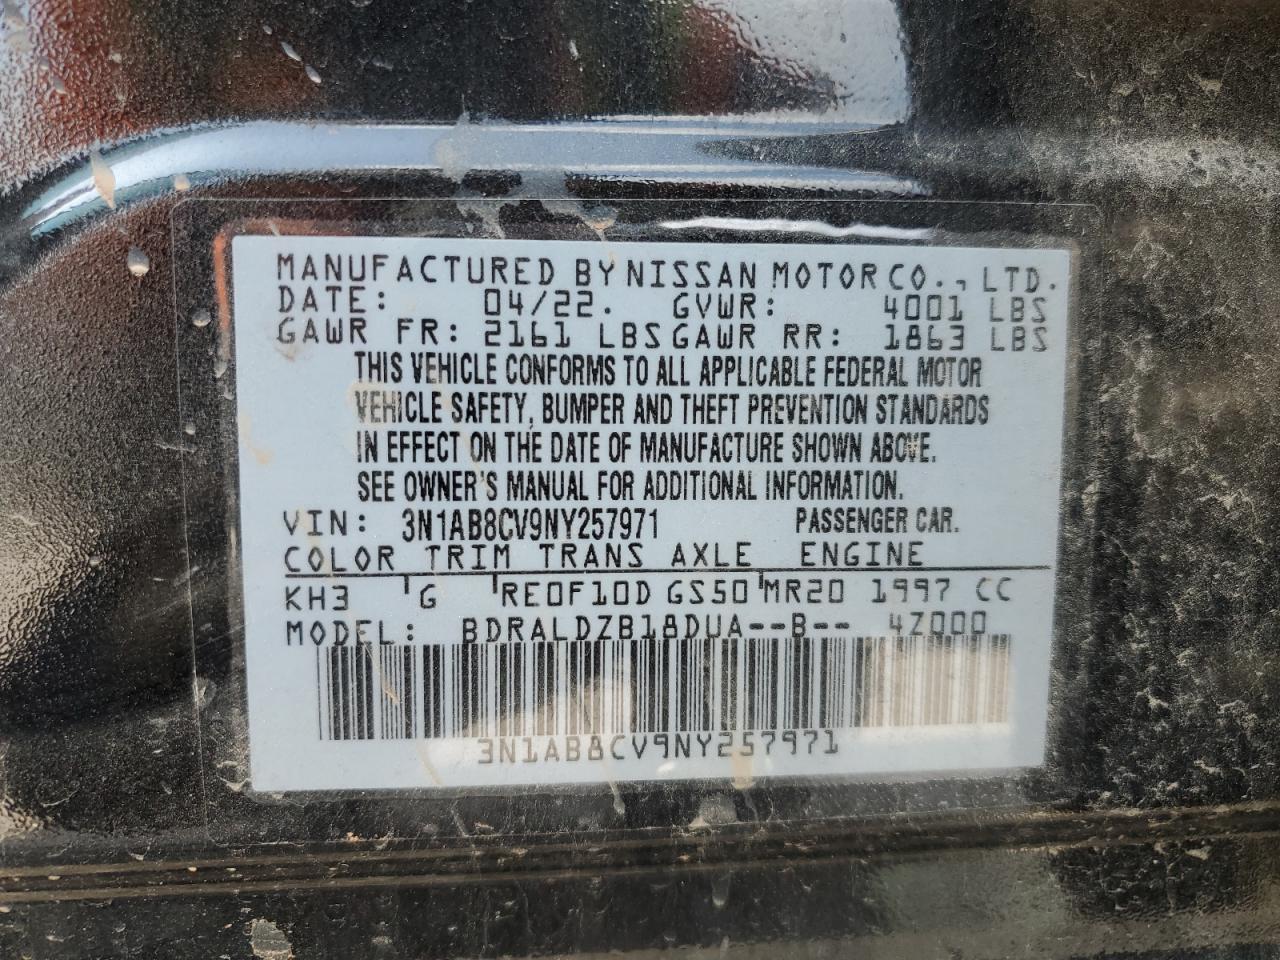 MANUFACTURED BY NISSAN MOTOR CO., LTD.
DATE: 04/22. GVWR: 4001 LBS
GAWR FR: 2161 LBS GAWR RR: 1863 LBS
THIS VEHICLE CONFORMS TO ALL APPLICABLE FEDERAL MOTOR
VEHICLE SAFETY, BUMPER AND THEFT PREVENTION STANDARDS
IN EFFECT ON THE DATE OF MANUFACTURE SHOWN ABOVE.
SEE OWNER'S MANUAL FOR ADDITIONAL INFORMATION.
VIN: 3N1AB8CV9NY257971 PASSENGER CAR.
COLOR TRIM TRANS AXLE ENGINE
KH3 G RE0F10D GS50 MR20 1997 CC
MODEL: BDRALDZB18DUA--B-- 4Z000
3N1AB8CV9NY257971